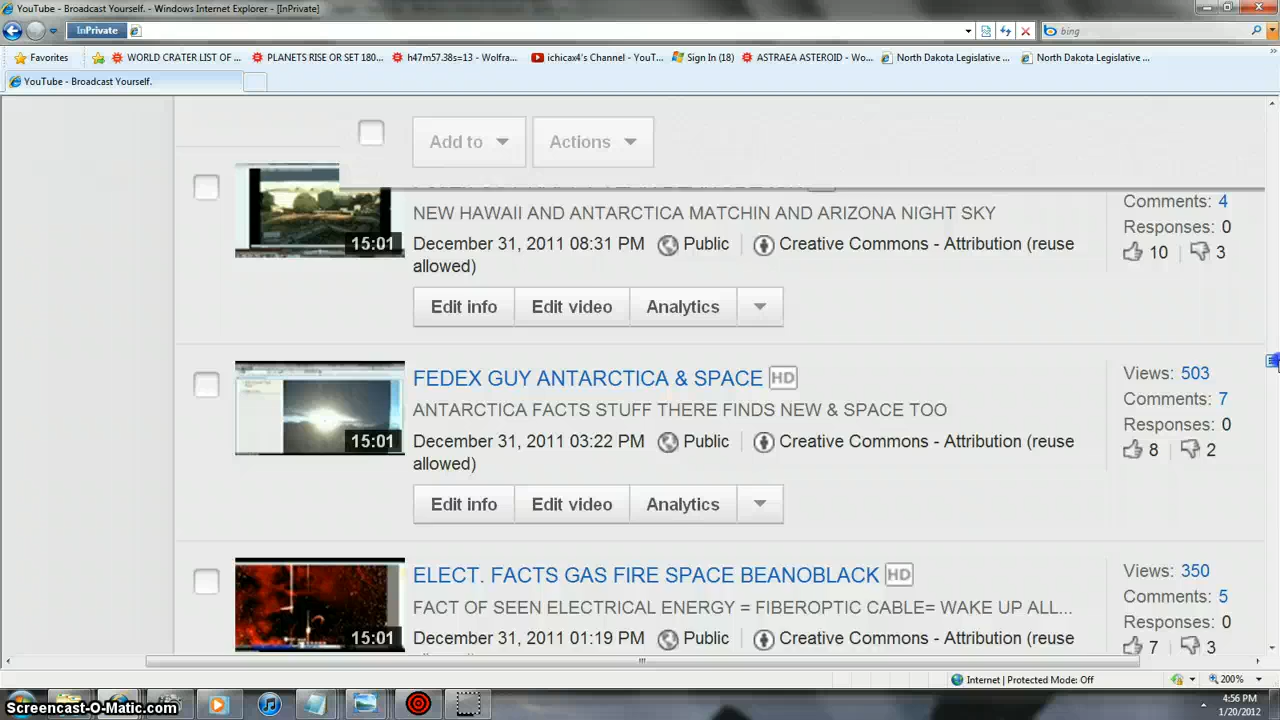 YouTube - Broadcast Yourself. - Windows Internet Explorer - [InPrivate]
InPrivate
bing
Favorites
WORLD CRATER LIST OF ...
PLANETS RISE OR SET 180...
h47m57.38s=13 - Wolfra...
ichicax4's Channel - YouT...
Sign In (18)
ASTRAEA ASTEROID - Wo...
North Dakota Legislative ...
North Dakota Legislative ...
YouTube - Broadcast Yourself.
Add to
Actions
15:01
NEW HAWAII AND ANTARCTICA MATCHIN AND ARIZONA NIGHT SKY
December 31, 2011 08:31 PM Public Creative Commons - Attribution (reuse
allowed)
Comments: 4
Responses: 0
10 3
Edit info Edit video Analytics
15:01
FEDEX GUY ANTARCTICA & SPACE HD
ANTARCTICA FACTS STUFF THERE FINDS NEW & SPACE TOO
December 31, 2011 03:22 PM Public Creative Commons - Attribution (reuse
allowed)
Views: 503
Comments: 7
Responses: 0
8 2
Edit info Edit video Analytics
15:01
ELECT. FACTS GAS FIRE SPACE BEANOBLACK HD
FACT OF SEEN ELECTRICAL ENERGY = FIBEROPTIC CABLE= WAKE UP ALL...
December 31, 2011 01:19 PM Public Creative Commons - Attribution (reuse
Views: 350
Comments: 5
Responses: 0
7 3
Internet | Protected Mode: Off
200%
Screencast-O-Matic.com
4:56 PM
1/20/2012